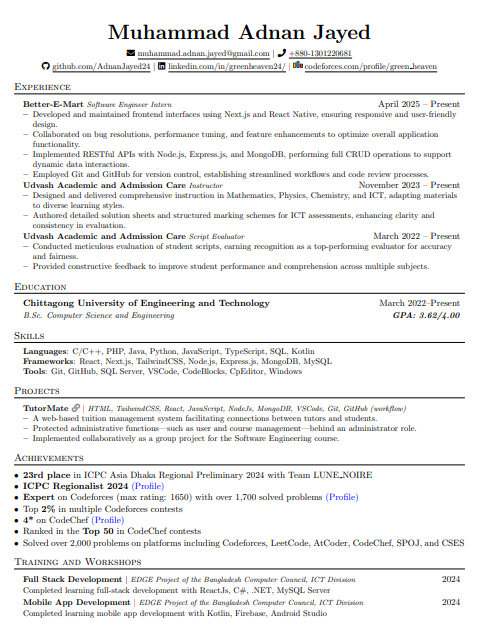 Muhammad Adnan Jayed
muhammad.adnan.jayed@gmail.com | +880-1301220681
github.com/AdnanJayed24 | linkedin.com/in/greenheaven24/ | codeforces.com/profile/green_heaven
Experience
Better-E-Mart Software Engineer Intern April 2025 – Present
– Developed and maintained frontend interfaces using Next.js and React Native, ensuring responsive and user-friendly
design.
– Collaborated on bug resolutions, performance tuning, and feature enhancements to optimize overall application
functionality.
– Implemented RESTful APIs with Node.js, Express.js, and MongoDB, performing full CRUD operations to support
dynamic data interactions.
– Employed Git and GitHub for version control, establishing streamlined workflows and code review processes.
Udvash Academic and Admission Care Instructor November 2023 – Present
– Designed and delivered comprehensive instruction in Mathematics, Physics, Chemistry, and ICT, adapting materials
to diverse learning styles.
– Authored detailed solution sheets and structured marking schemes for ICT assessments, enhancing clarity and
consistency in evaluation.
Udvash Academic and Admission Care Script Evaluator March 2022 – Present
– Conducted meticulous evaluation of student scripts, earning recognition as a top-performing evaluator for accuracy
and fairness.
– Provided constructive feedback to improve student performance and comprehension across multiple subjects.
Education
Chittagong University of Engineering and Technology March 2022–Present
B.Sc. Computer Science and Engineering GPA: 3.62/4.00
Skills
Languages: C/C++, PHP, Java, Python, JavaScript, TypeScript, SQL, Kotlin
Frameworks: React, Next.js, TailwindCSS, Node.js, Express.js, MongoDB, MySQL
Tools: Git, GitHub, SQL Server, VSCode, CodeBlocks, CpEditor, Windows
Projects
TutorMate | HTML, TailwindCSS, React, JavaScript, NodeJs, MongoDB, VSCode, Git, GitHub (workflow)
– A web-based tuition management system facilitating connections between tutors and students.
– Protected administrative functions—such as user and course management—behind an administrator role.
– Implemented collaboratively as a group project for the Software Engineering course.
Achievements
• 23rd place in ICPC Asia Dhaka Regional Preliminary 2024 with Team LUNE_NOIRE
• ICPC Regionalist 2024 (Profile)
• Expert on Codeforces (max rating: 1650) with over 1,700 solved problems (Profile)
• Top 2% in multiple Codeforces contests
• 4* on CodeChef (Profile)
• Ranked in the Top 50 in CodeChef contests
• Solved over 2,000 problems on platforms including Codeforces, LeetCode, AtCoder, CodeChef, SPOJ, and CSES
Training and Workshops
Full Stack Development | EDGE Project of the Bangladesh Computer Council, ICT Division 2024
Completed learning full-stack development with ReactJs, C#, .NET, MySQL Server
Mobile App Development | EDGE Project of the Bangladesh Computer Council, ICT Division 2024
Completed learning mobile app development with Kotlin, Firebase, Android Studio